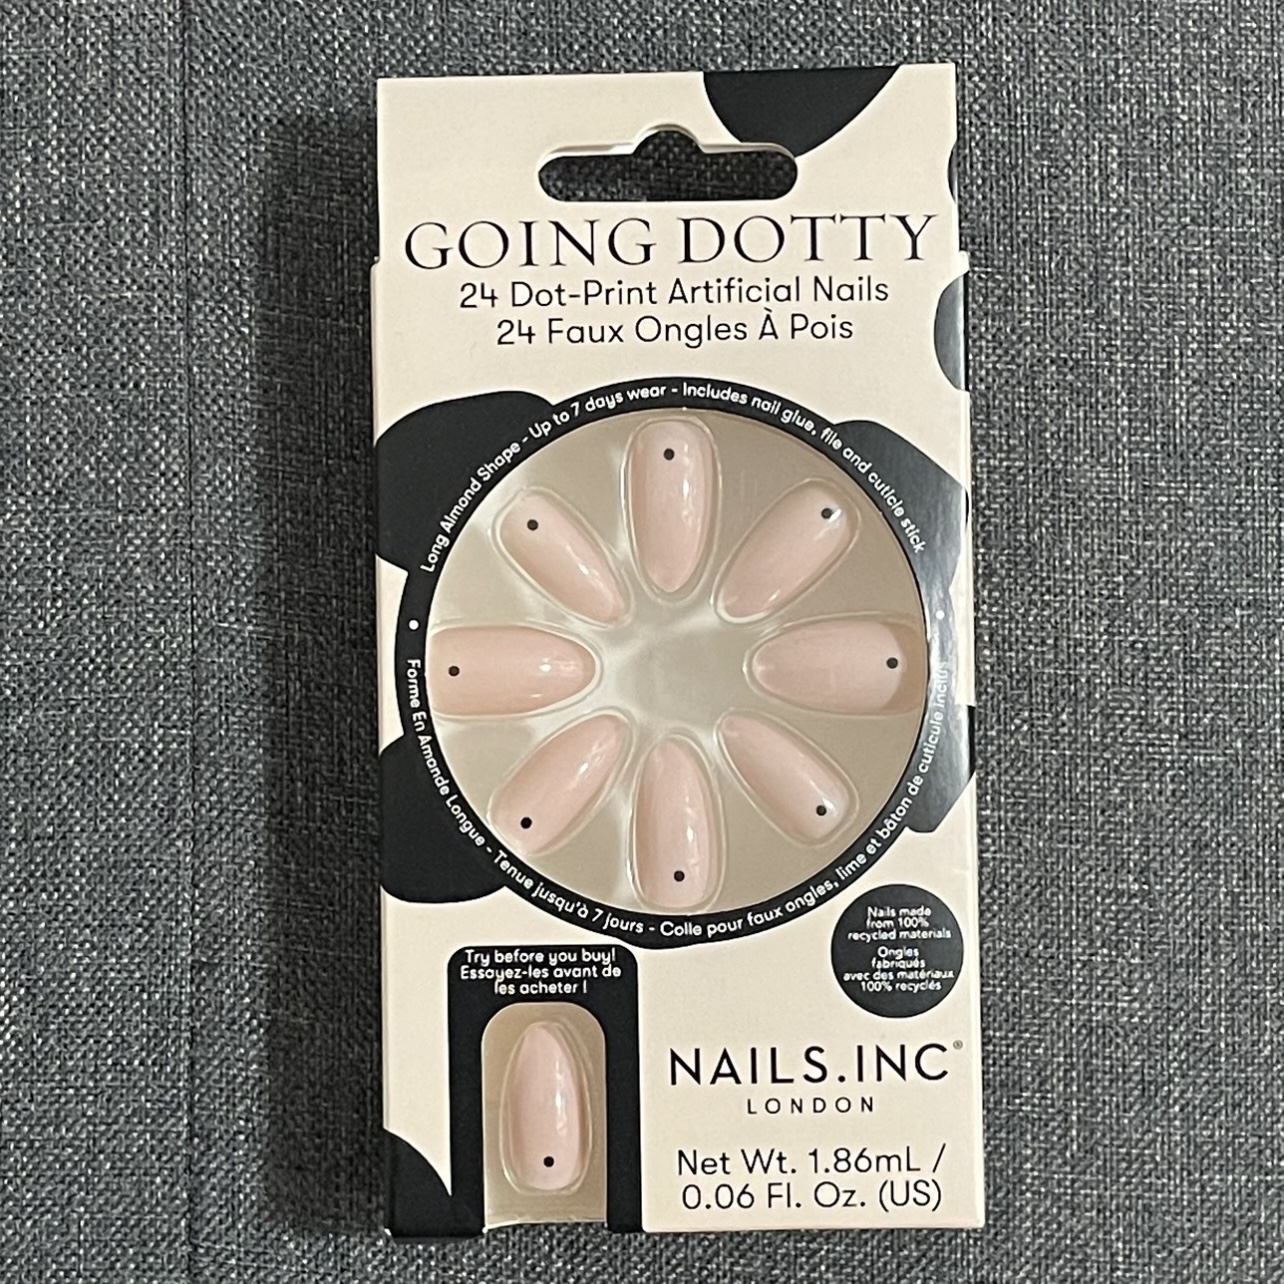 GOING DOTTY
24 Dot-Print Artificial Nails
24 Faux Ongles À Pois
Long Almond Shape - Up to 7 days wear - Includes nail glue, file and cuticle stick
Forme En Amande Longue - Tenue jusqu'à 7 jours - Colle pour faux ongles, lime et bâton de cuticule inclus
Nails made
from 100%
recycled materials
Ongles
fabriqués
avec des matériaux
100% recyclés
Try before you buy!
Essayez-les avant de
les acheter !
NAILS.INC®
LONDON
Net Wt. 1.86mL /
0.06 Fl. Oz. (US)